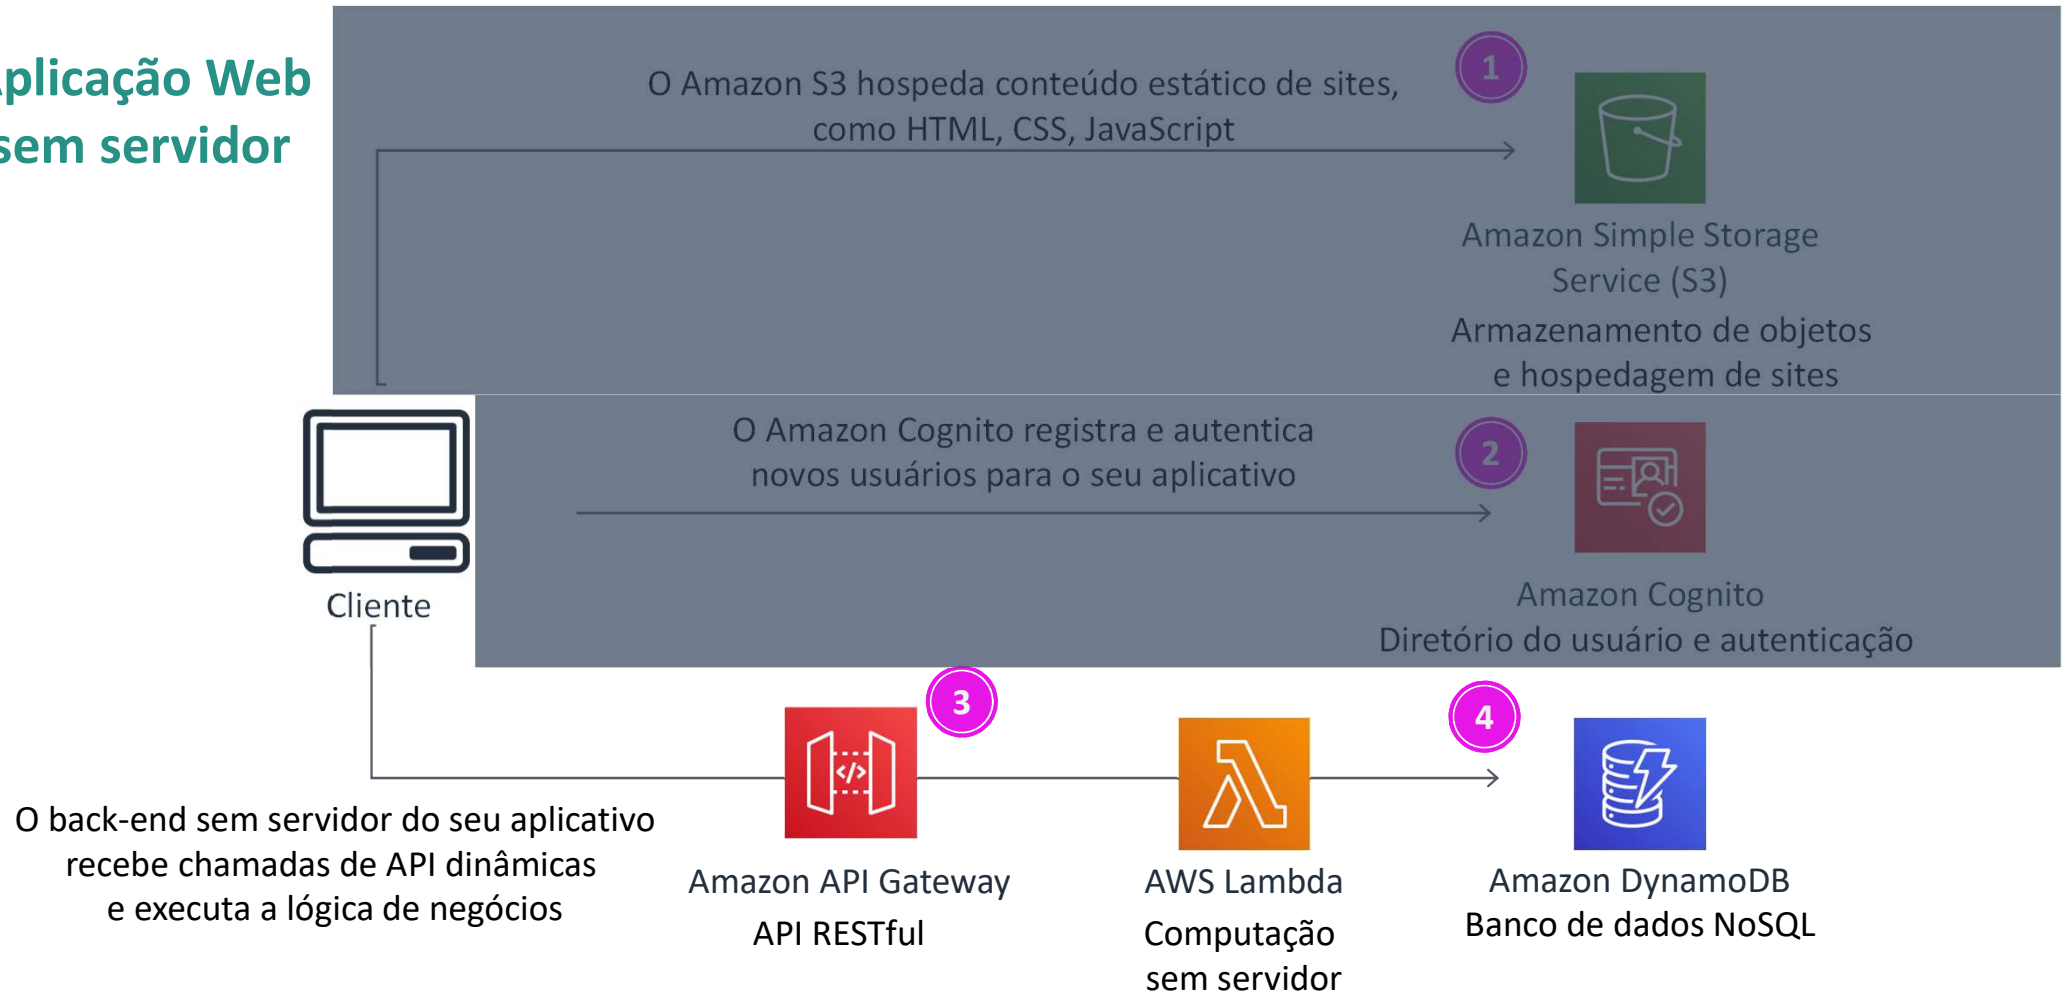 plicação Web
sem servidor
O Amazon S3 hospeda conteúdo estático de sites,
como HTML, CSS, JavaScript
1
Amazon Simple Storage
Service (S3)
Armazenamento de objetos
e hospedagem de sites
O Amazon Cognito registra e autentica
novos usuários para o seu aplicativo
2
Amazon Cognito
Diretório do usuário e autenticação
Cliente
3
4
</>
O back-end sem servidor do seu aplicativo
recebe chamadas de API dinâmicas
e executa a lógica de negócios
Amazon API Gateway
API RESTful
AWS Lambda
Computação
sem servidor
Amazon DynamoDB
Banco de dados NoSQL